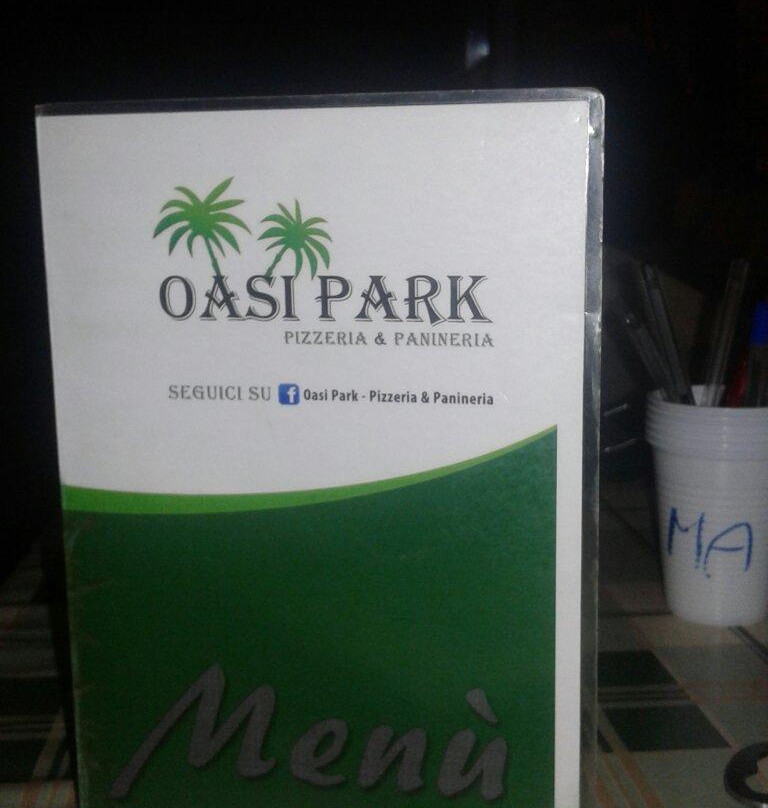 OASI PARK
PIZZERIA & PANINERIA
SEGUICI SU f Oasi Park - Pizzeria & Panineria
Menù
MA